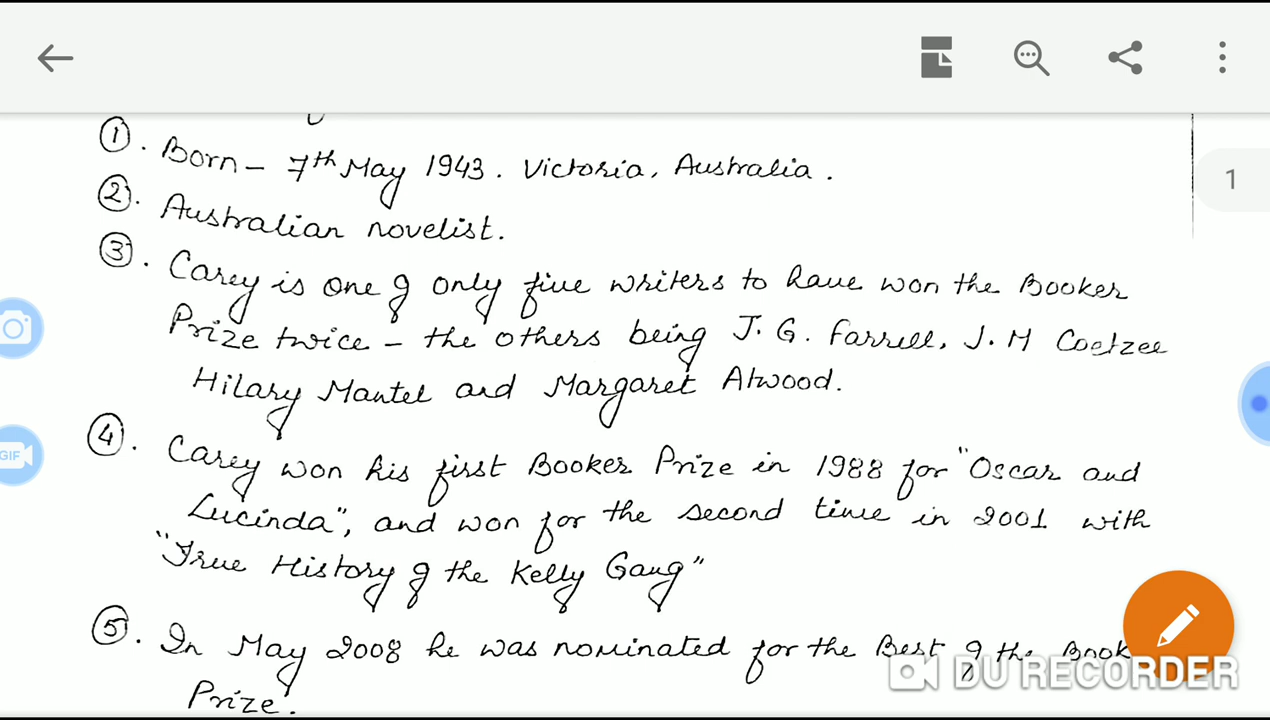 1
① . Born – 7th May 1943. Victoria, Australia.
②. Australian novelist.
③ . Carey is one of only five writers to have won the Booker
Prize twice – the others being J. G. Farrell, J. M Coetzee
Hilary Mantel and Margaret Atwood.
④ . Carey won his first Booker Prize in 1988 for "Oscar and
Lucinda", and won for the second time in 2001 with
"True History of the Kelly Gang"
⑤ . In May 2008 he was nominated for the Best of the Book
Prize.
GIF
DU RECORDER